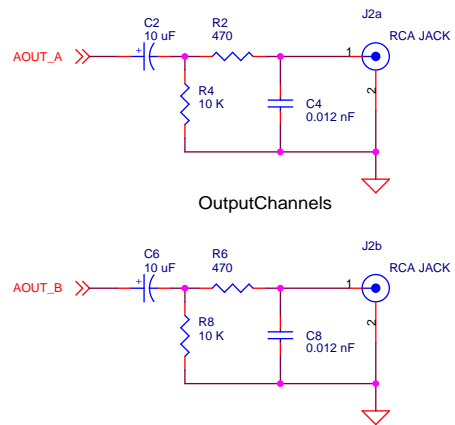 C2
10 uF
R2
470
J2a
RCA JACK
AOUT_A
+
1
R4
10 K
C4
0.012 nF
2
OutputChannels
C6
10 uF
R6
470
J2b
RCA JACK
AOUT_B
+
1
R8
10 K
C8
0.012 nF
2